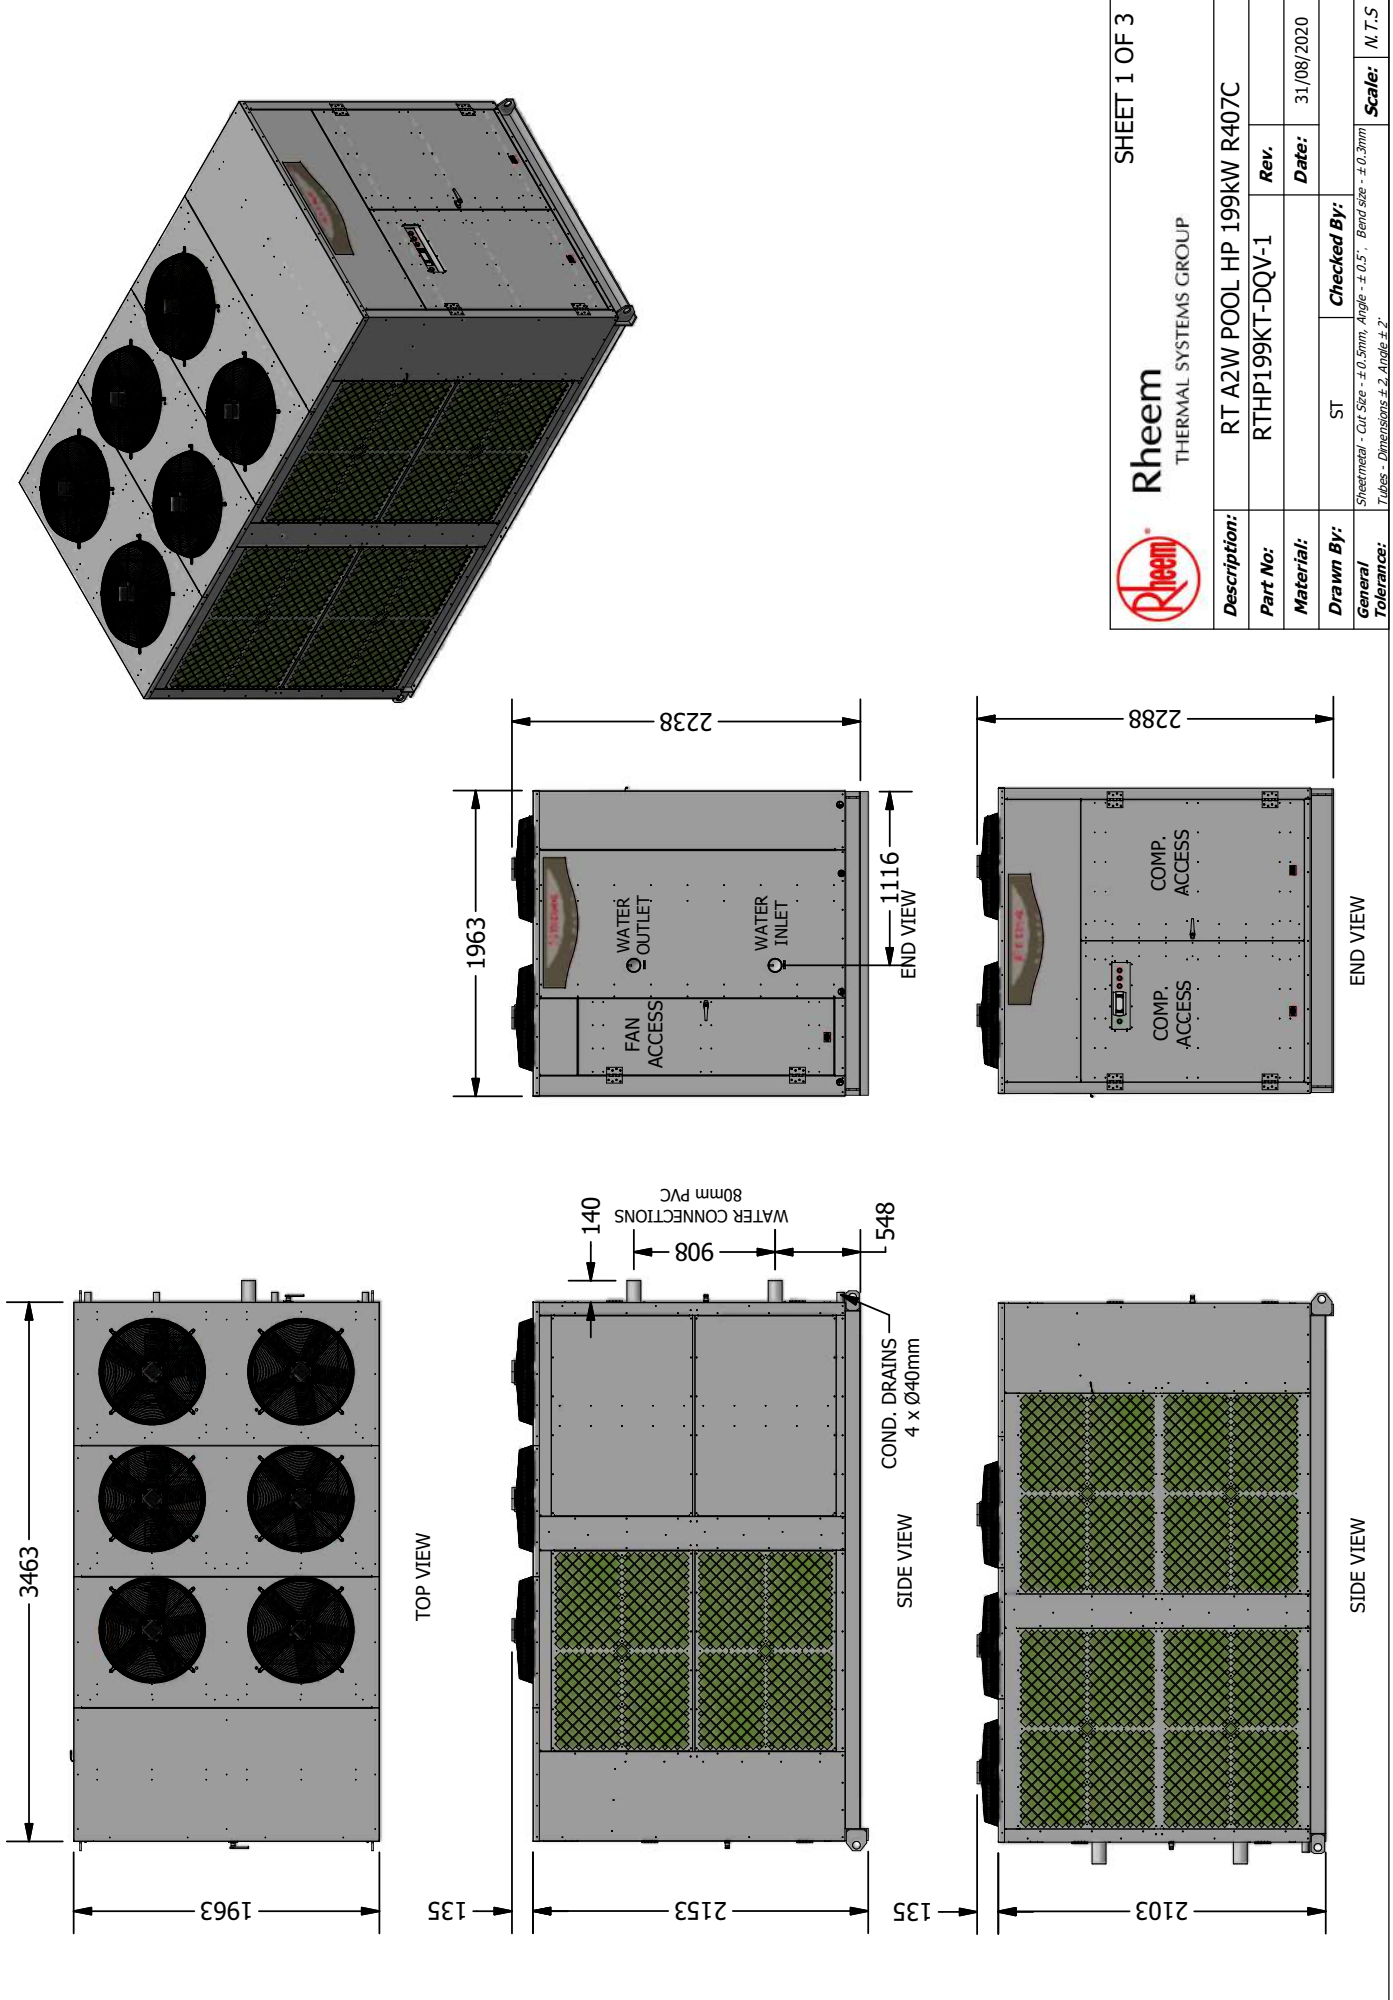 3463
1963
TOP VIEW
135
2153
SIDE VIEW
COND. DRAINS
4 x Ø40mm
140
908
548
WATER CONNECTIONS
80mm PVC
1963
2238
WATER
OUTLET
WATER
INLET
FAN
ACCESS
1116
END VIEW
135
2103
SIDE VIEW
2288
COMP.
ACCESS
COMP.
ACCESS
END VIEW
SHEET 1 OF 3
Rheem
Rheem
THERMAL SYSTEMS GROUP
Description: RT A2W POOL HP 199kW R407C
Part No: RTHP199KT-DQV-1 Rev.
Material: Date: 31/08/2020
Drawn By: ST Checked By:
General Tolerance: Sheetmetal - Cut Size - ±0.5mm, Angle - ±0.5°, Bend size - ±0.3mm
Tubes - Dimensions ± 2, Angle ± 2°
Scale: N.T.S